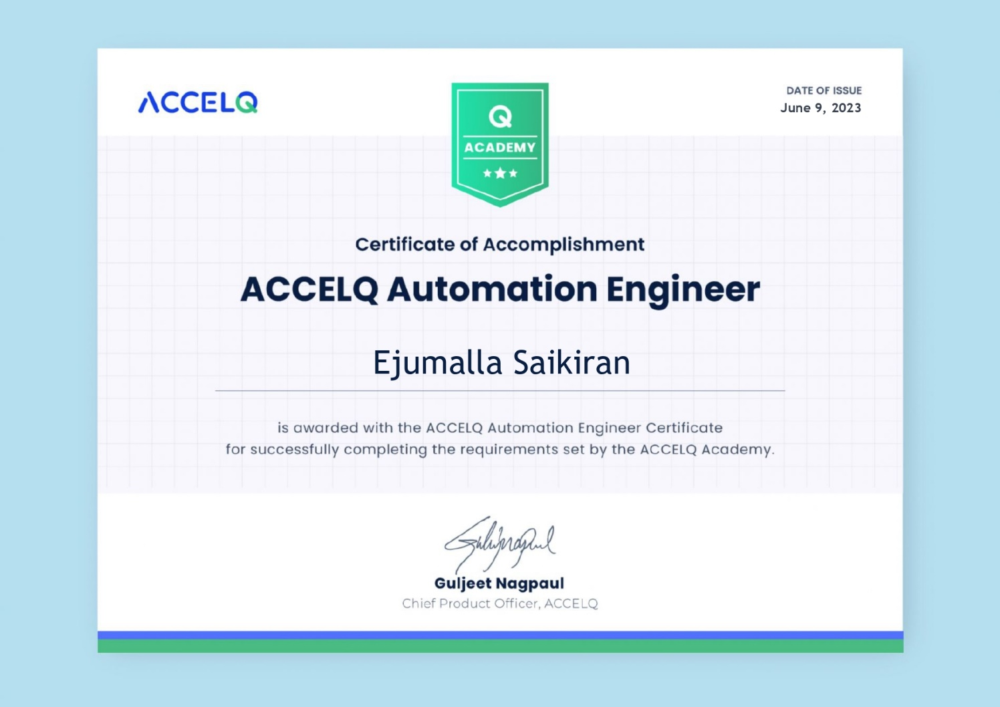 ACCELQ
DATE OF ISSUE
June 9, 2023
Q
ACADEMY
Certificate of Accomplishment
ACCELQ Automation Engineer
Ejumalla Saikiran
is awarded with the ACCELQ Automation Engineer Certificate
for successfully completing the requirements set by the ACCELQ Academy.
Guljeet Nagpaul
Chief Product Officer, ACCELQ